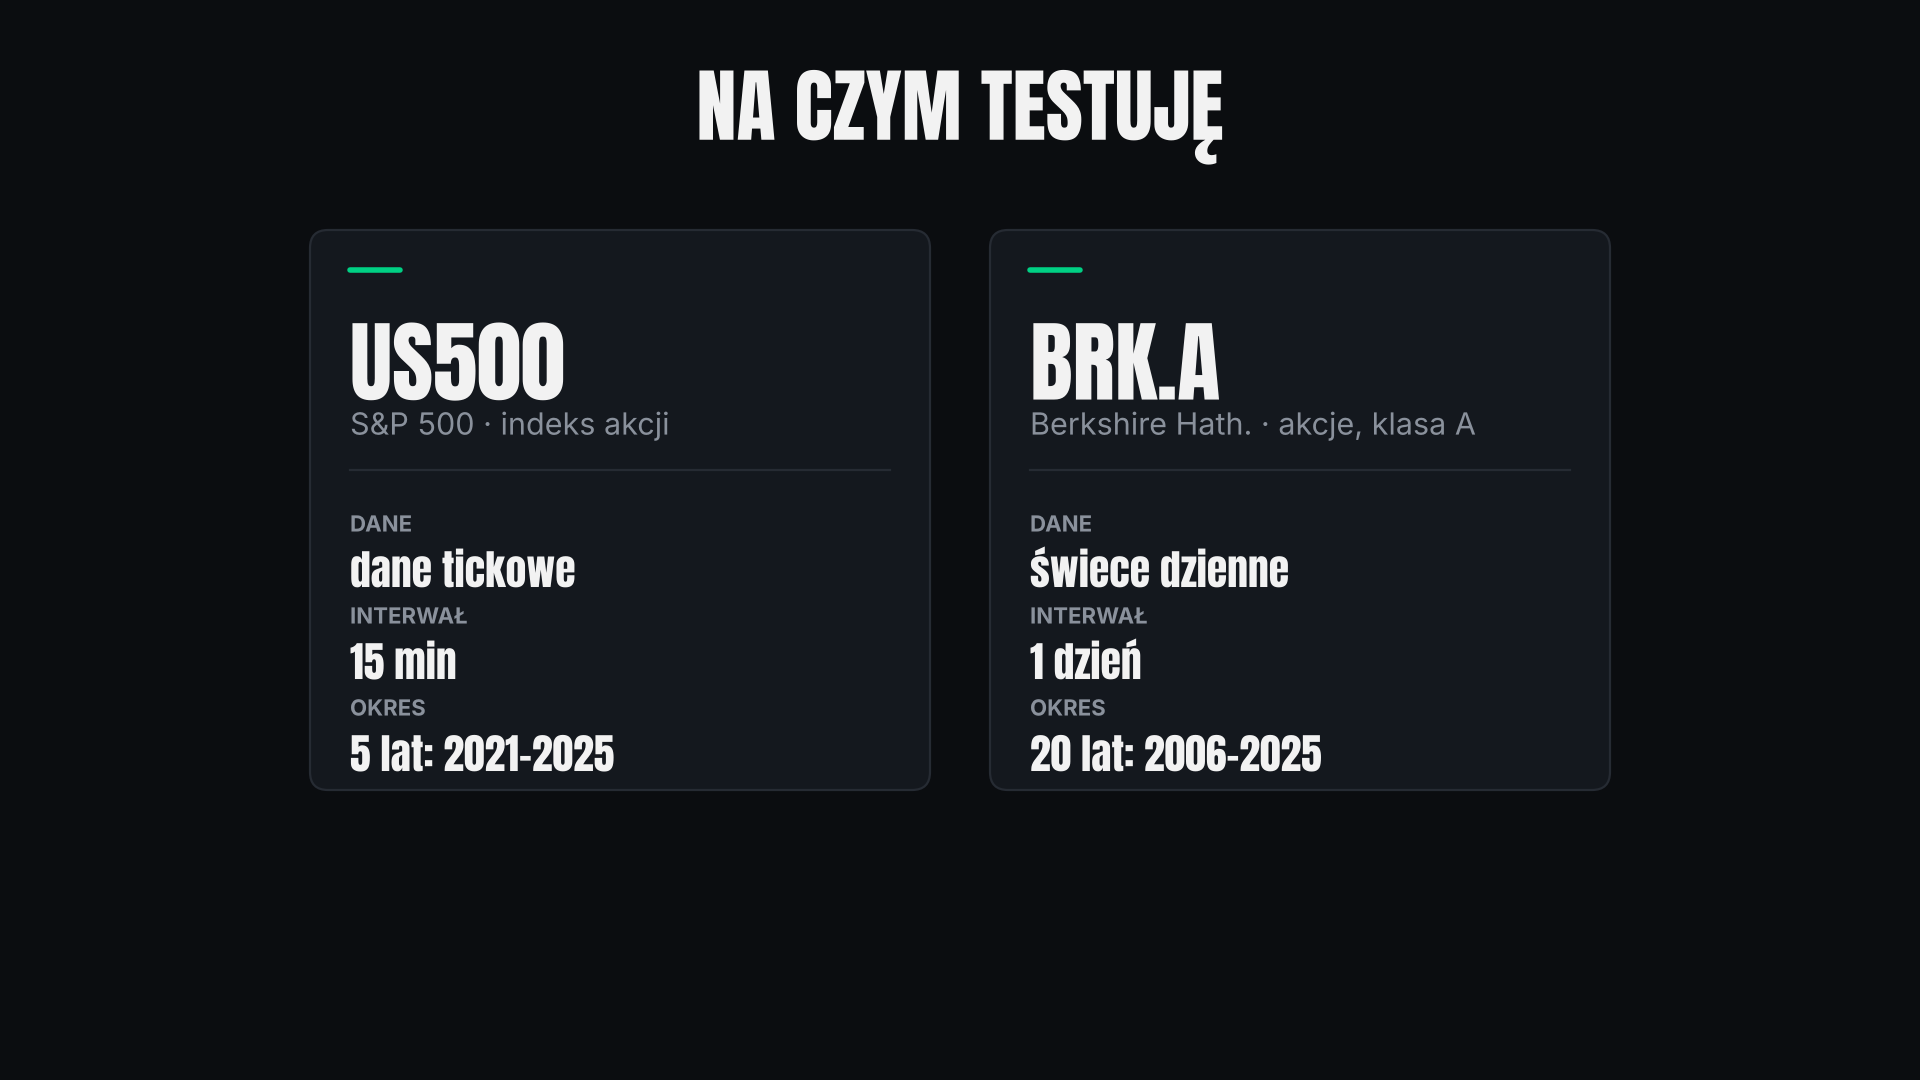 NA CZYM TESTUJĘ
US500
S&P 500 · indeks akcji
DANE
dane tickowe
INTERWAŁ
15 min
OKRES
5 lat: 2021-2025
BRK.A
Berkshire Hath. · akcje, klasa A
DANE
świece dzienne
INTERWAŁ
1 dzień
OKRES
20 lat: 2006-2025